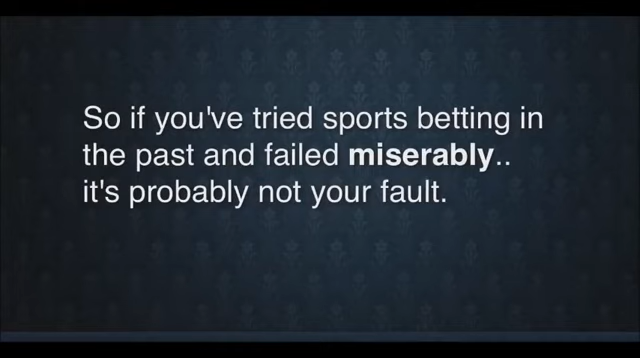 So if you've tried sports betting in
the past and failed miserably..
it's probably not your fault.